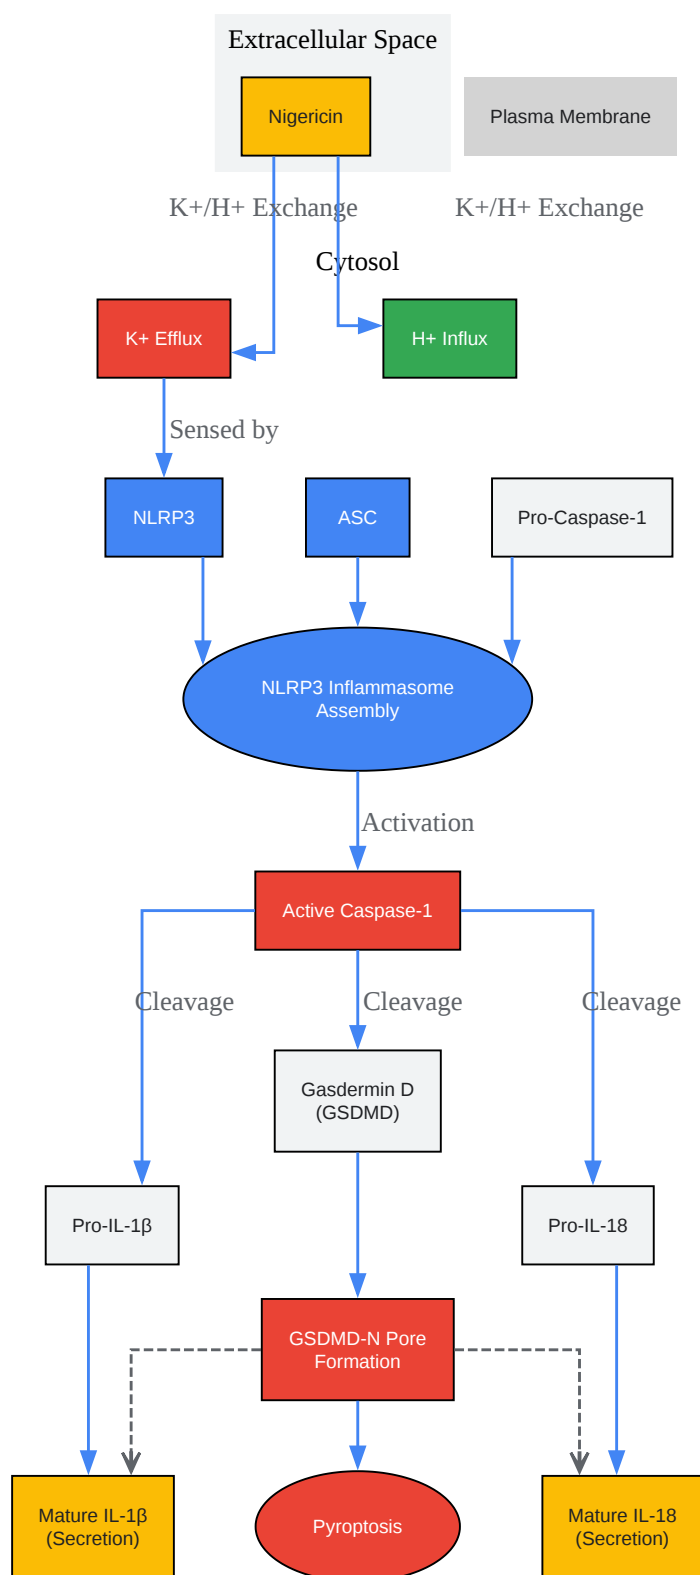 Extracellular Space
Nigericin
Plasma Membrane
K+/H+ Exchange
K+/H+ Exchange
Cytosol
K+ Efflux
H+ Influx
Sensed by
NLRP3
ASC
Pro-Caspase-1
NLRP3 Inflammasome
Assembly
Activation
Active Caspase-1
Cleavage
Cleavage
Cleavage
Gasdermin D
(GSDMD)
Pro-IL-1β
Pro-IL-18
GSDMD-N Pore
Formation
Mature IL-1β
(Secretion)
Pyroptosis
Mature IL-18
(Secretion)